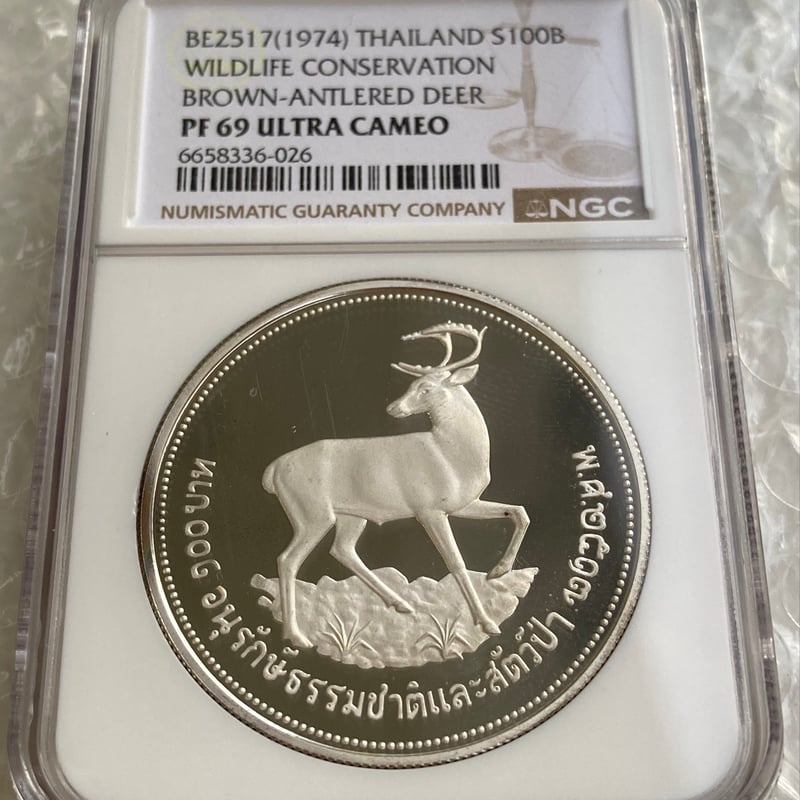 BE2517(1974) THAILAND S100B
WILDLIFE CONSERVATION
BROWN-ANTLERED DEER
PF 69 ULTRA CAMEO
6658336-026
NUMISMATIC GUARANTY COMPANY NGC
๑๐๐ บาท อนุรักษ์ธรรมชาติและสัตว์ป่า พ.ศ.๒๕๑๗